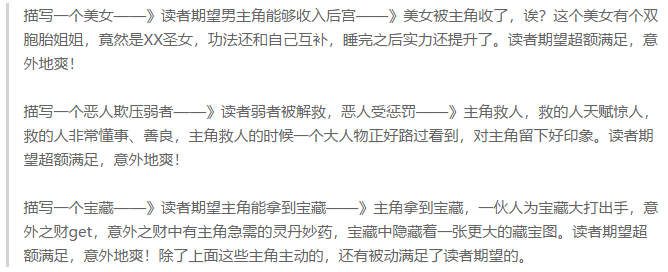 描写一个美女——》读者期望男主角能够收入后宫——》美女被主角收了，诶？这个美女有个双
胞胎姐姐，竟然是XX圣女，功法还和自己互补，睡完之后实力还提升了。读者期望超额满足，意
外地爽！
描写一个恶人欺压弱者——》读者弱者被解救，恶人受惩罚——》主角救人，救的人天赋惊人，
救的人非常懂事、善良，主角救人的时候一个大人物正好路过看到，对主角留下好印象。读者期
望超额满足，意外地爽！
描写一个宝藏——》读者期望主角能拿到宝藏——》主角拿到宝藏，一伙人为宝藏大打出手，意
外之财get，意外之财中有主角急需的灵丹妙药，宝藏中隐藏着一张更大的藏宝图。读者期望超
额满足，意外地爽！除了上面这些主角主动的，还有被动满足了读者期望的。